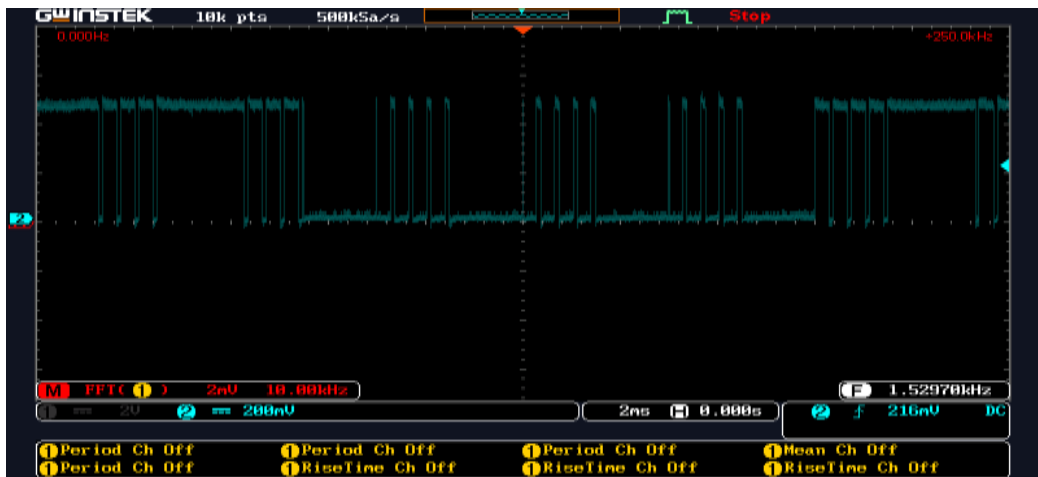 GWINSTEK 10k pts 500kSa/s Stop
0.000Hz +250.0kHz
2
M FFT( 1 ) 2mV 10.00kHz F 1.52970kHz
1 2V 2 200mV 2ms H 0.000s 2 216mV DC
1 Period Ch Off 1 Period Ch Off 1 Period Ch Off 1 Mean Ch Off
1 Period Ch Off 1 RiseTime Ch Off 1 RiseTime Ch Off 1 RiseTime Ch Off